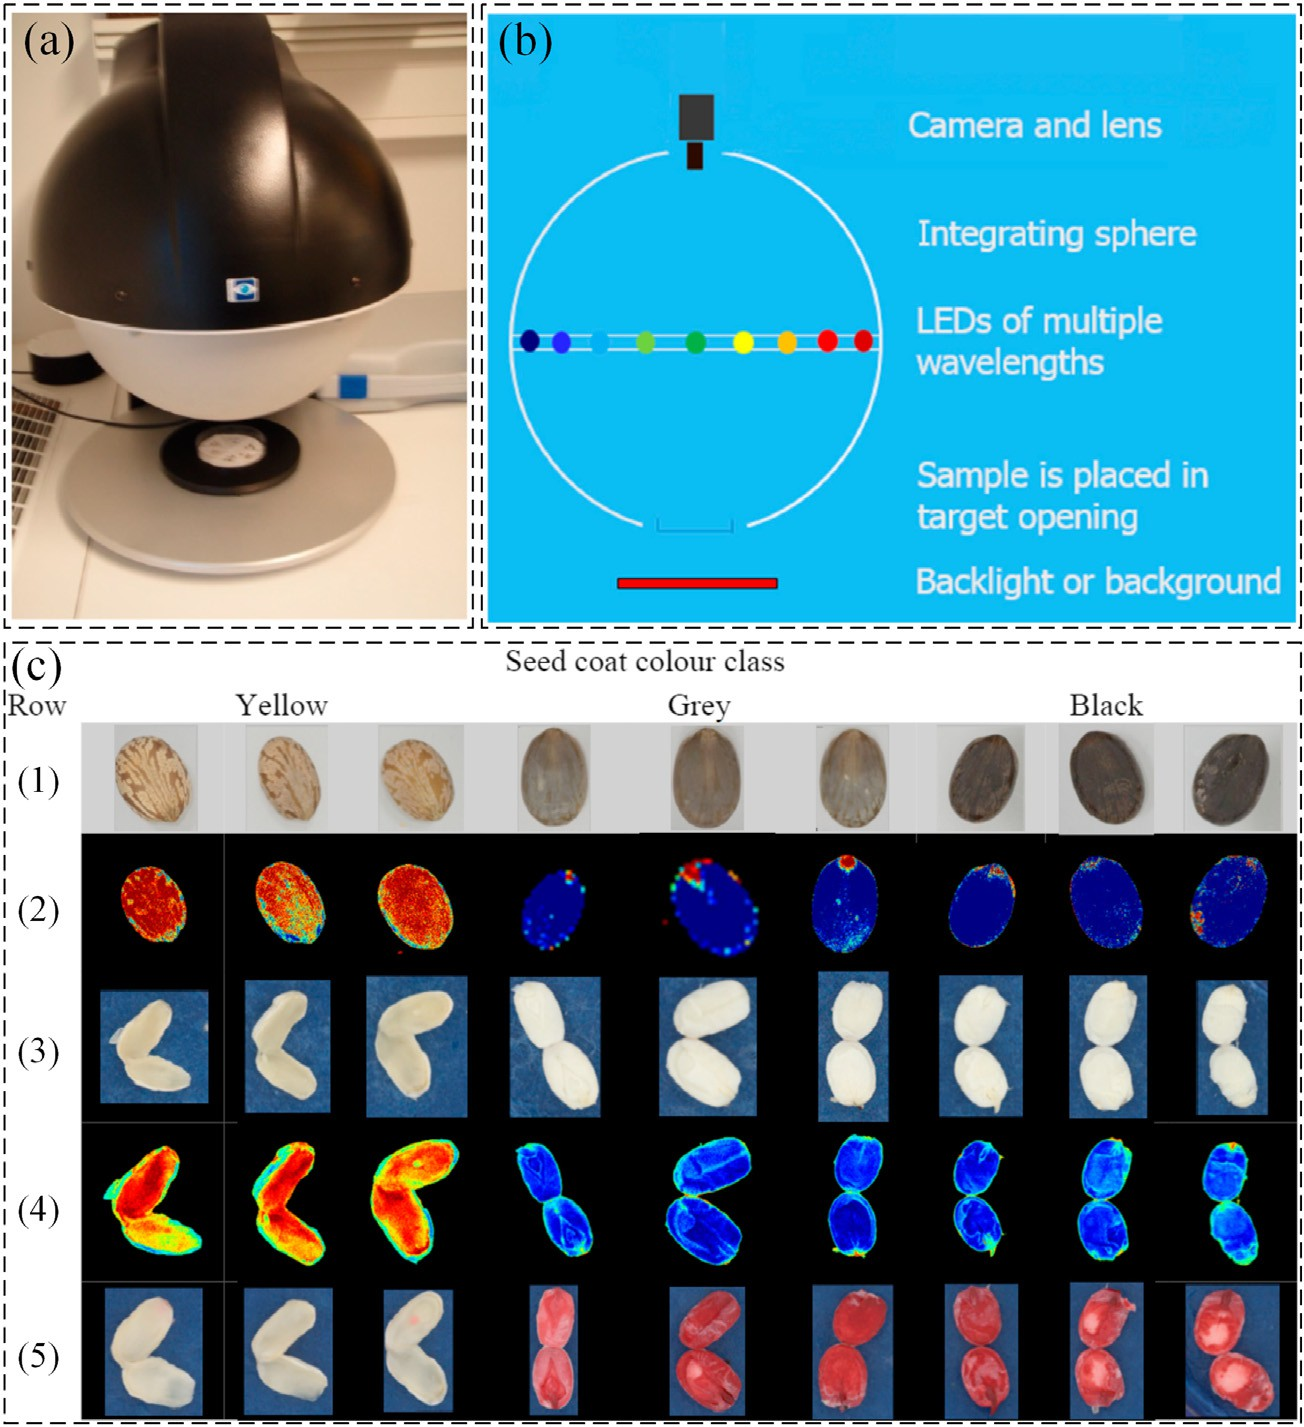 (a)
(b)
Camera and lens
Integrating sphere
LEDs of multiple
wavelengths
Sample is placed in
target opening
Backlight or background
(c)
Seed coat colour class
Row
Yellow
Grey
Black
(1)
(2)
(3)
(4)
(5)